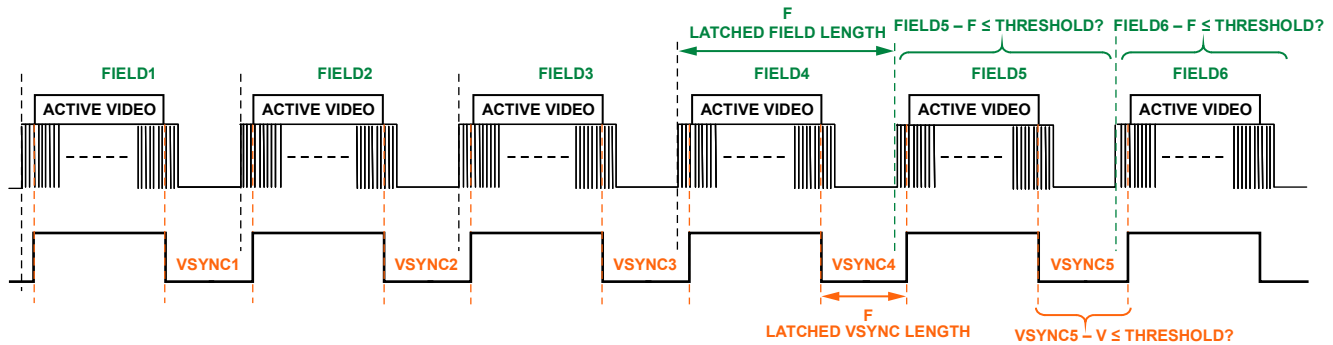 F
LATCHED FIELD LENGTH
FIELD5 – F ≤ THRESHOLD?
FIELD6 – F ≤ THRESHOLD?
FIELD1
FIELD2
FIELD3
FIELD4
FIELD5
FIELD6
ACTIVE VIDEO
ACTIVE VIDEO
ACTIVE VIDEO
ACTIVE VIDEO
ACTIVE VIDEO
ACTIVE VIDEO
VSYNC1
VSYNC2
VSYNC3
VSYNC4
VSYNC5
F
LATCHED VSYNC LENGTH
VSYNC5 – V ≤ THRESHOLD?